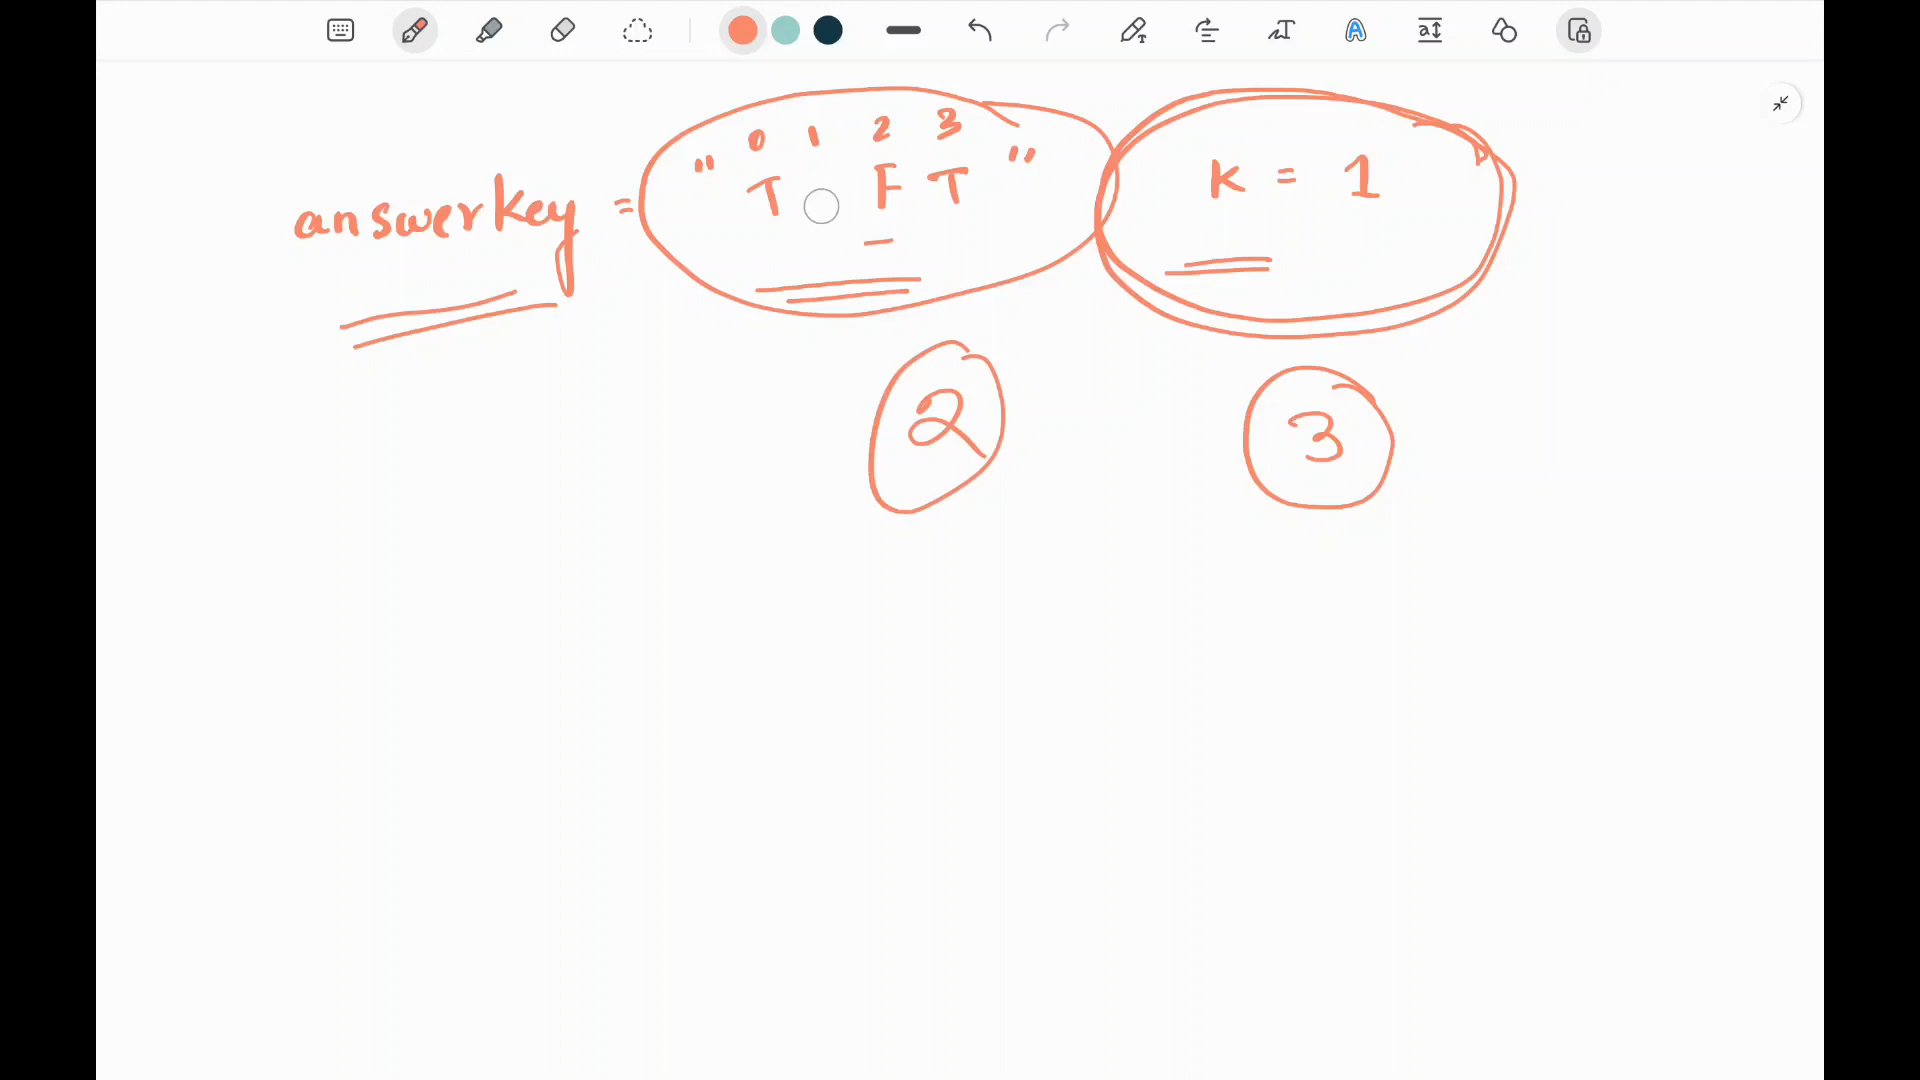 0 1 2 3
answerkey = " T F T " k = 1
2 3